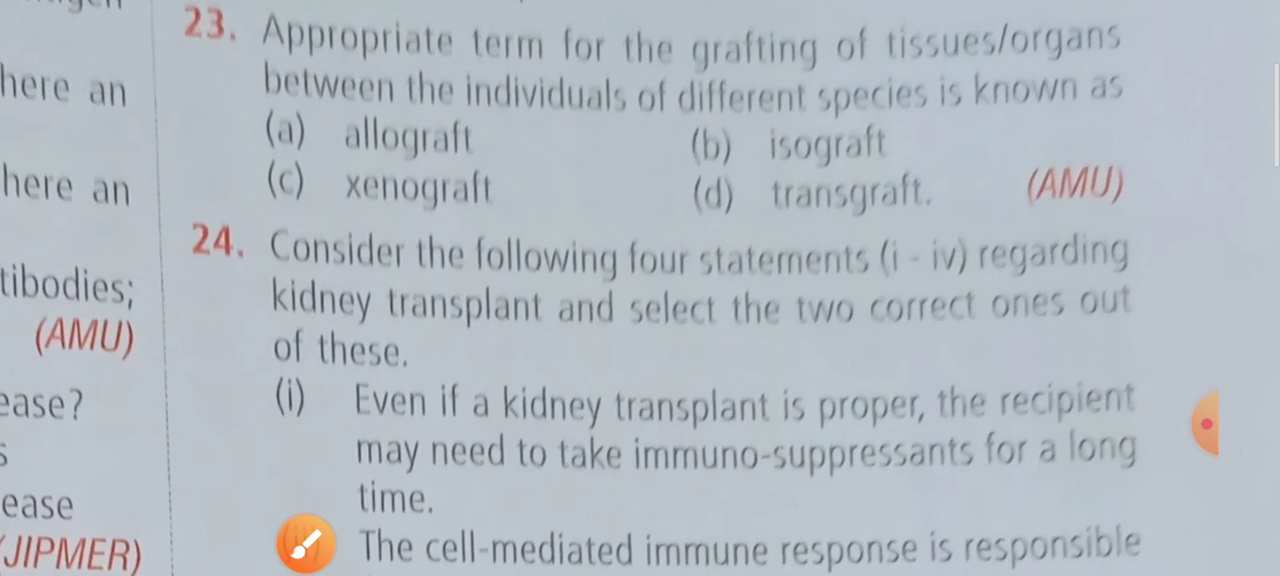 here an
here an
tibodies;
(AMU)
ease?
s
ease
(JIPMER)
23. Appropriate term for the grafting of tissues/organs
between the individuals of different species is known as
(a) allograft (b) isograft
(c) xenograft (d) transgraft. (AMU)
24. Consider the following four statements (i - iv) regarding
kidney transplant and select the two correct ones out
of these.
(i) Even if a kidney transplant is proper, the recipient
may need to take immuno-suppressants for a long
time.
The cell-mediated immune response is responsible